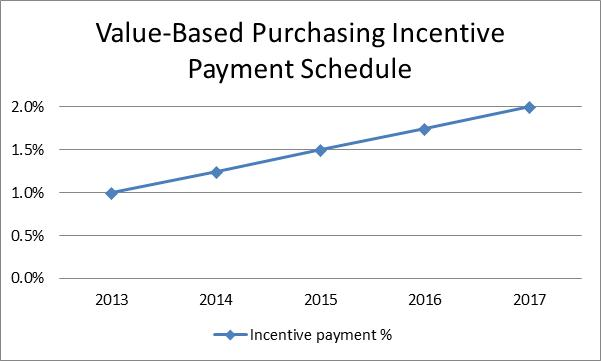 Value-Based Purchasing Incentive
Payment Schedule
2.0%
1.5%
1.0%
0.5%
0.0%
2013 2014 2015 2016 2017
Incentive payment %